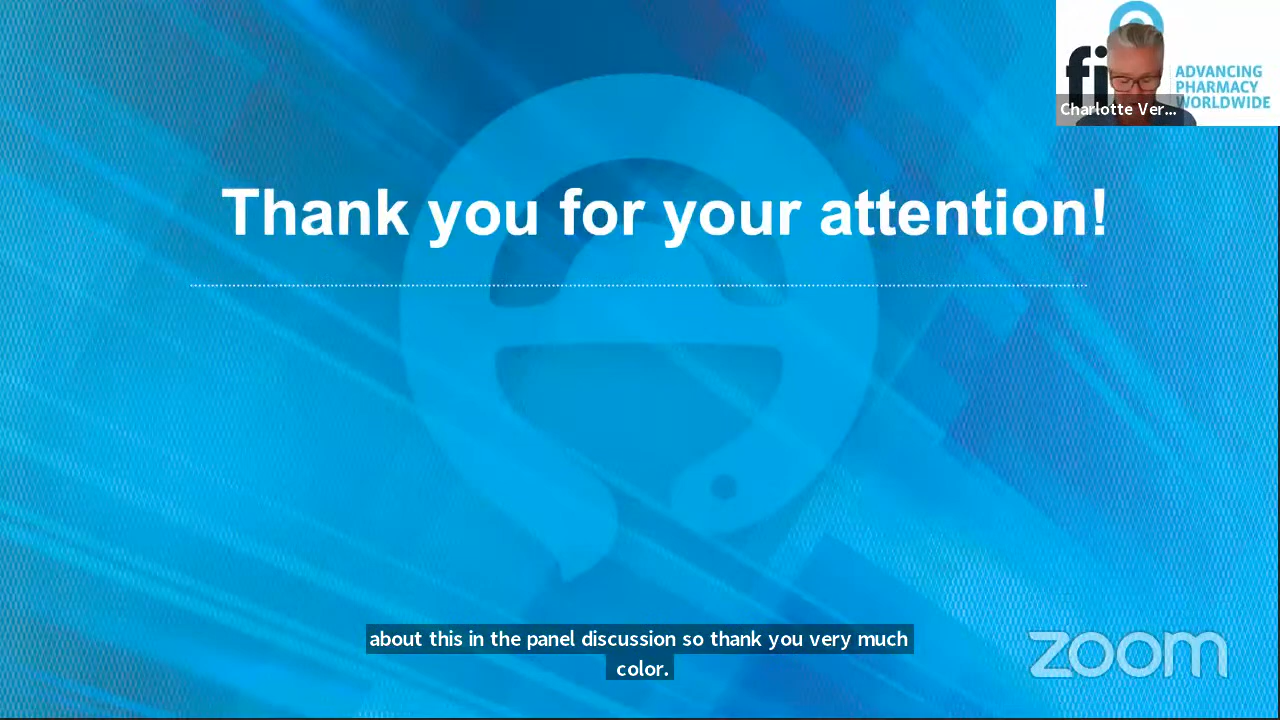 fi
ADVANCING
PHARMACY
WORLDWIDE
Charlotte Ver...
Thank you for your attention!
about this in the panel discussion so thank you very much
color.
zoom